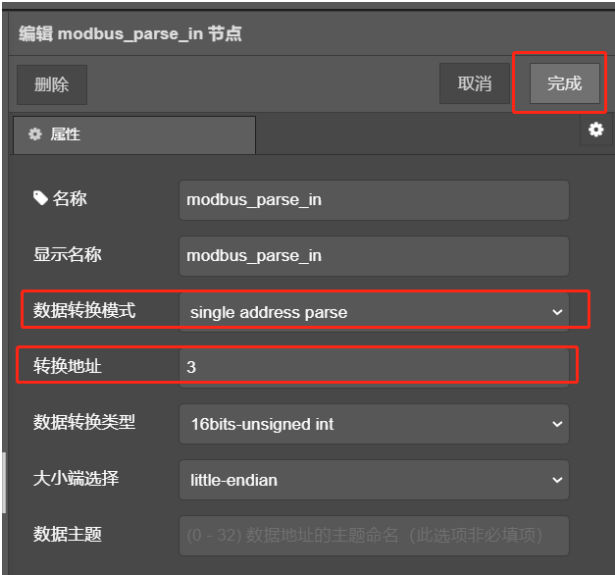 编辑 modbus_parse_in 节点
删除
取消
完成
属性
名称
modbus_parse_in
显示名称
modbus_parse_in
数据转换模式
single address parse
转换地址
3
数据转换类型
16bits-unsigned int
大小端选择
little-endian
数据主题
(0 - 32) 数据地址的主题命名（此选项非必填项）